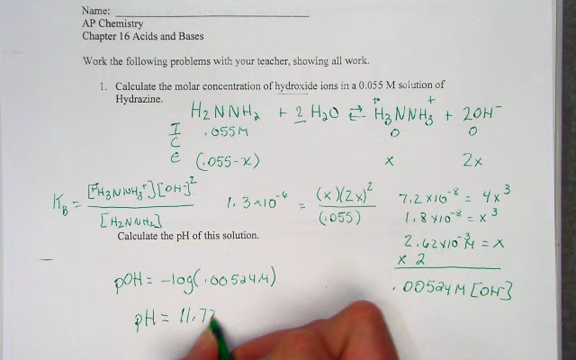 Name:
AP Chemistry
Chapter 16 Acids and Bases
Work the following problems with your teacher, showing all work.
1. Calculate the molar concentration of hydroxide ions in a 0.055 M solution of
Hydrazine.
H₂NNH₂ + 2H₂O ⇄ H₃NNH₃⁺ + 2OH⁻
I .055M 0 0
C
e (.055-x) x 2x
K_B = [⁺H₃NNH₃⁺][OH⁻]² / [H₂NNH₂] 1.3×10⁻⁶ = (x)(2x)² / (.055) 7.2×10⁻⁸ = 4x³
1.8×10⁻⁸ = x³
2.62×10⁻³M = x
x 2
.00524M [OH⁻]
Calculate the pH of this solution.
pOH = -log(.00524M)
pH = 11.72